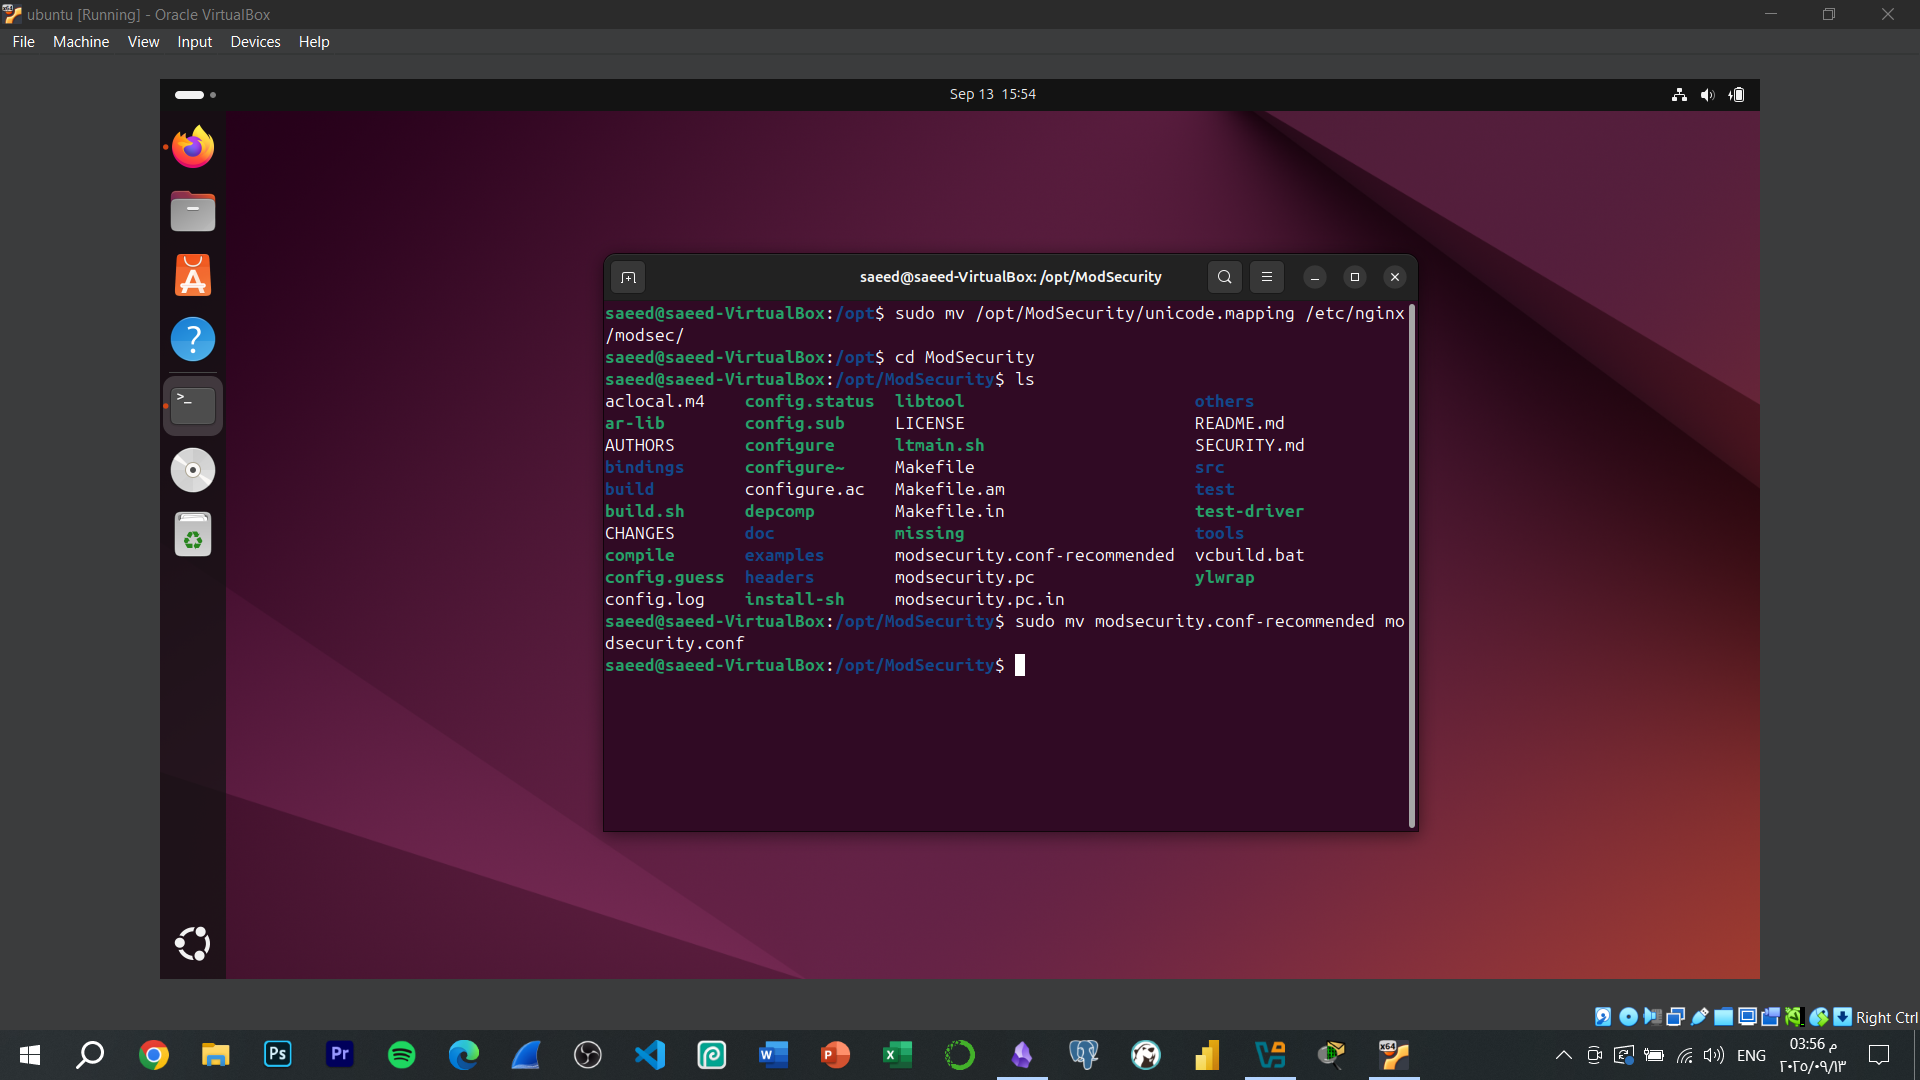 ubuntu [Running] - Oracle VirtualBox
File Machine View Input Devices Help
Sep 13 15:54
saeed@saeed-VirtualBox: /opt/ModSecurity
saeed@saeed-VirtualBox:/opt$ sudo mv /opt/ModSecurity/unicode.mapping /etc/nginx
/modsec/
saeed@saeed-VirtualBox:/opt$ cd ModSecurity
saeed@saeed-VirtualBox:/opt/ModSecurity$ ls
aclocal.m4 config.status libtool others
ar-lib config.sub LICENSE README.md
AUTHORS configure ltmain.sh SECURITY.md
bindings configure~ Makefile src
build configure.ac Makefile.am test
build.sh depcomp Makefile.in test-driver
CHANGES doc missing tools
compile examples modsecurity.conf-recommended vcbuild.bat
config.guess headers modsecurity.pc ylwrap
config.log install-sh modsecurity.pc.in
saeed@saeed-VirtualBox:/opt/ModSecurity$ sudo mv modsecurity.conf-recommended mo
dsecurity.conf
saeed@saeed-VirtualBox:/opt/ModSecurity$
Right Ctrl
ENG
03:56 م
٢٠٢٥/٠٩/١٣